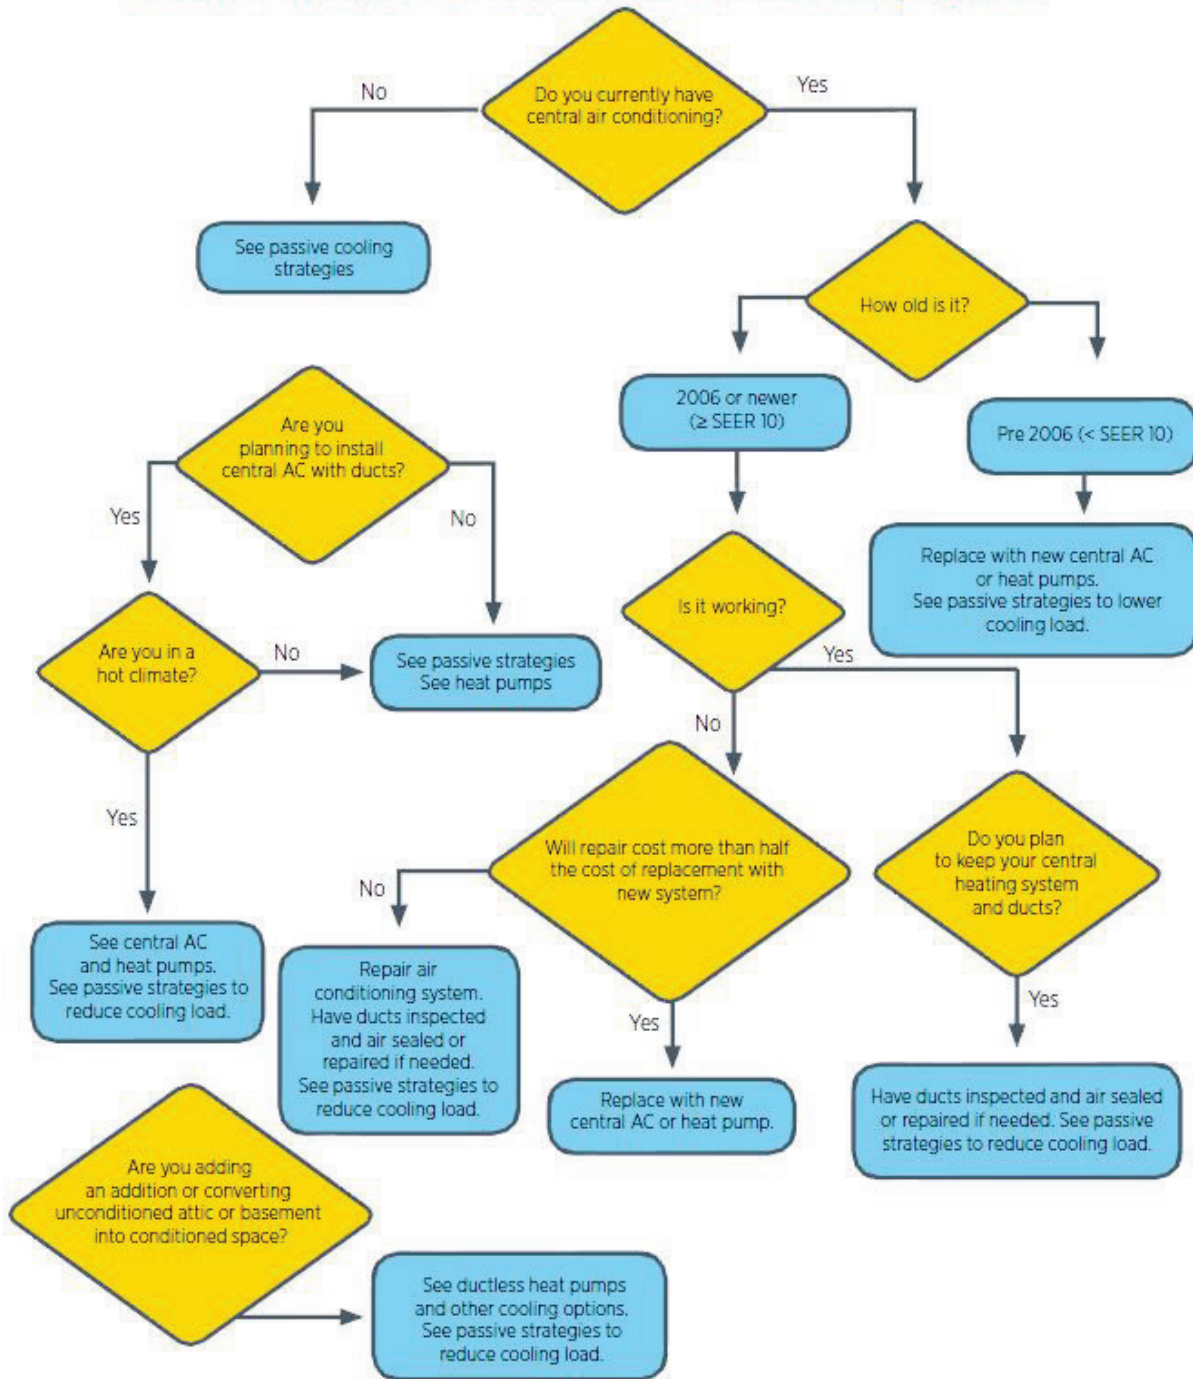 Do you currently have
central air conditioning?
No
Yes
See passive cooling
strategies
How old is it?
2006 or newer
(≥ SEER 10)
Pre 2006 (< SEER 10)
Are you
planning to install
central AC with ducts?
Yes
No
Replace with new central AC
or heat pumps.
See passive strategies to lower
cooling load.
Is it working?
Are you in a
hot climate?
No
See passive strategies
See heat pumps
Yes
No
Yes
Will repair cost more than half
the cost of replacement with
new system?
No
Do you plan
to keep your central
heating system
and ducts?
See central AC
and heat pumps.
See passive strategies to
reduce cooling load.
Repair air
conditioning system.
Have ducts inspected
and air sealed or
repaired if needed.
See passive strategies to
reduce cooling load.
Yes
Yes
Replace with new
central AC or heat pump.
Have ducts inspected and air sealed
or repaired if needed. See passive
strategies to reduce cooling load.
Are you adding
an addition or converting
unconditioned attic or basement
into conditioned space?
See ductless heat pumps
and other cooling options.
See passive strategies to
reduce cooling load.